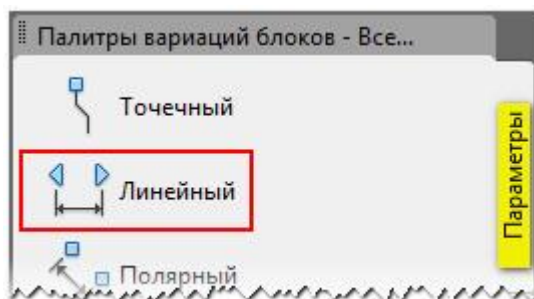 Палитры вариаций блоков - Все...
Точечный
Линейный
Полярный
Параметры